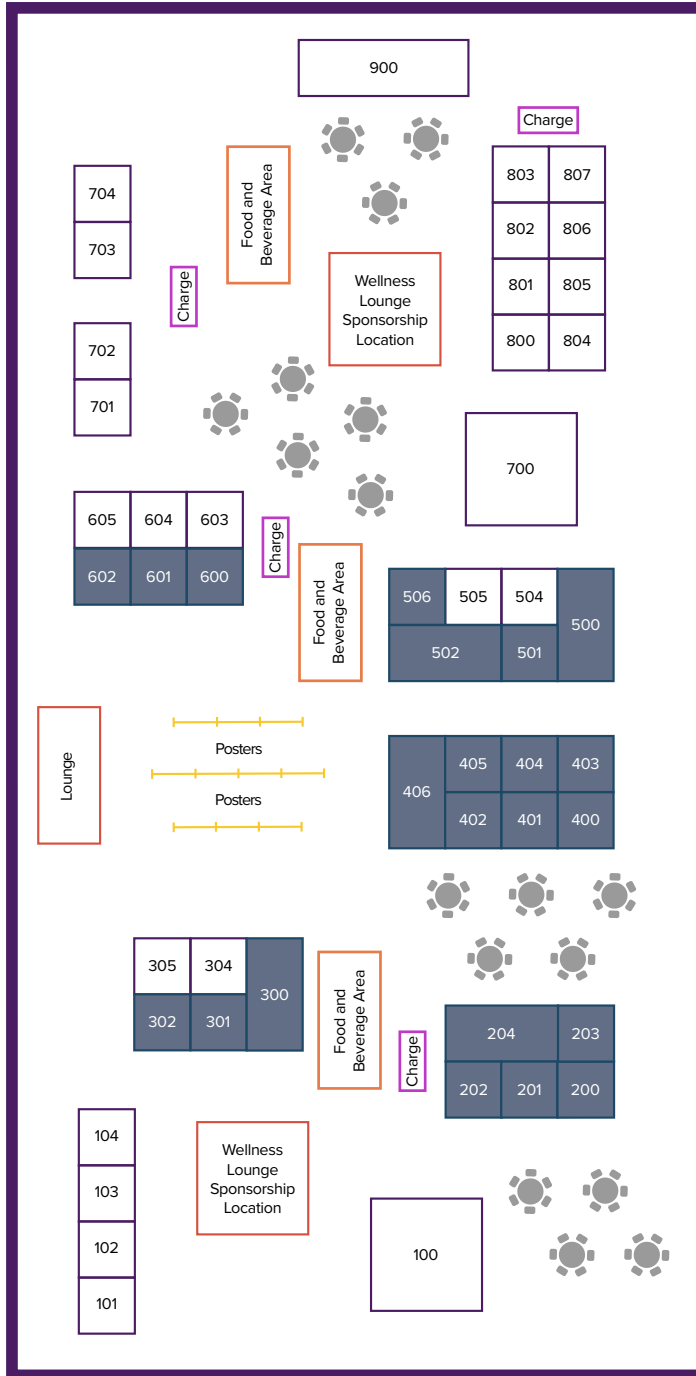 900
Charge
803 807
802 806
801 805
800 804
704
703
Food and
Beverage Area
Charge
Wellness
Lounge
Sponsorship
Location
702
701
700
605 604 603
602 601 600
Charge
Food and
Beverage Area
506 505 504
500
502 501
Lounge
Posters
Posters
405 404 403
406
402 401 400
305 304
300
302 301
Food and
Beverage Area
Charge
204 203
202 201 200
104
103
102
101
Wellness
Lounge
Sponsorship
Location
100